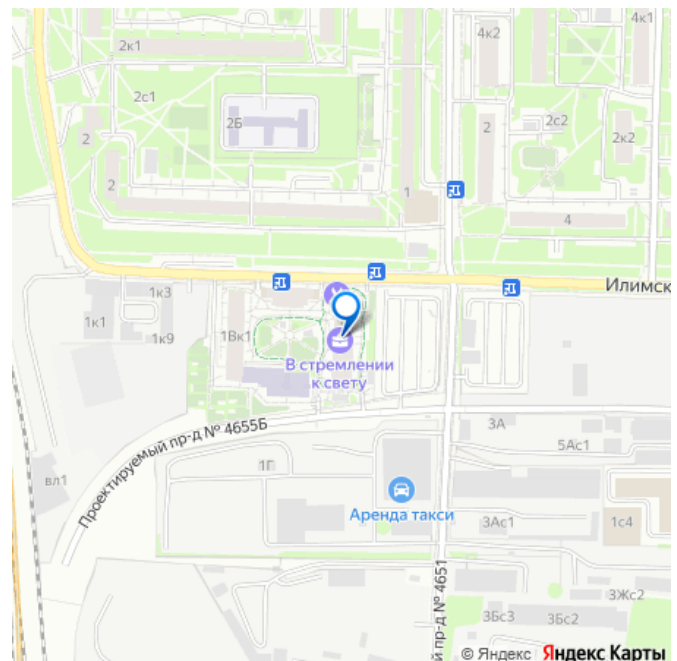 2к1
4к2
4к1
2с1
2Б
2
2с2
2
2к2
2
1
4
Илимск
1к3
1к1
1к9
1Вк1
В стремлении
к свету
Проектируемый пр-д № 4655Б
3А
5Ас1
1Г
вл1
Аренда такси
3Ас1
1с4
ый пр-д № 4651
3Жс2
3Бс3
3Бс2
© Яндекс Яндекс Карты